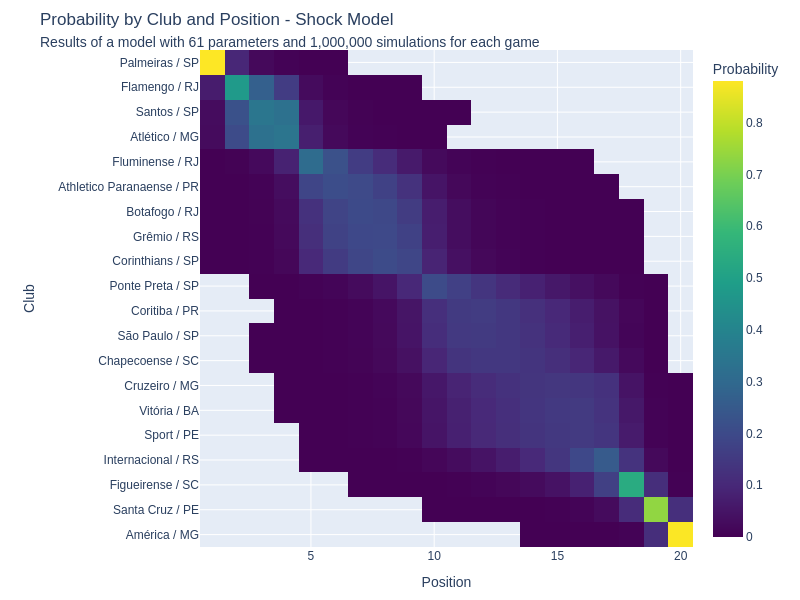 Probability by Club and Position - Shock Model
Results of a model with 61 parameters and 1,000,000 simulations for each game
Probability
Club
Palmeiras / SP
Flamengo / RJ
Santos / SP
Atlético / MG
Fluminense / RJ
Athletico Paranaense / PR
Botafogo / RJ
Grêmio / RS
Corinthians / SP
Ponte Preta / SP
Coritiba / PR
São Paulo / SP
Chapecoense / SC
Cruzeiro / MG
Vitória / BA
Sport / PE
Internacional / RS
Figueirense / SC
Santa Cruz / PE
América / MG
0.8
0.7
0.6
0.5
0.4
0.3
0.2
0.1
0
5
10
15
20
Position